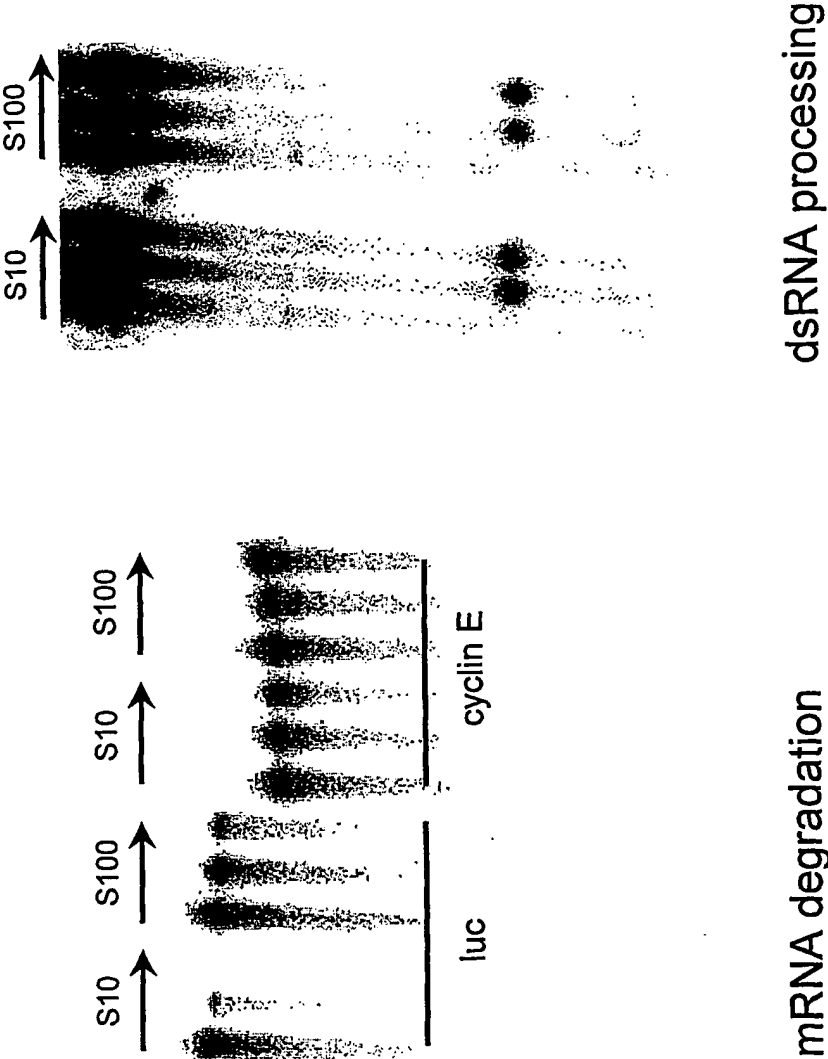 S10
S100
S10
S100
luc
cyclin E
mRNA degradation
S10
S100
dsRNA processing